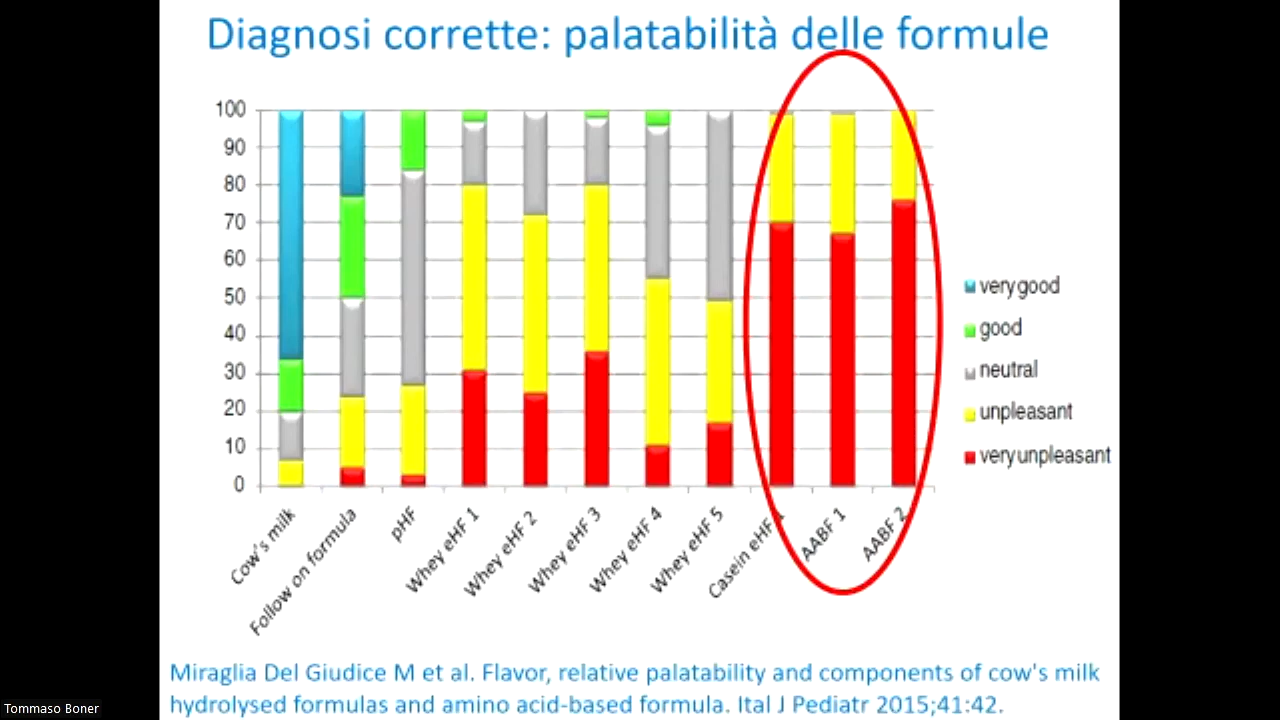 Diagnosi corrette: palatabilità delle formule
100
90
80
70
60
50
40
30
20
10
0
Cow's milk
Follow on formula
pHF
Whey eHF 1
Whey eHF 2
Whey eHF 3
Whey eHF 4
Whey eHF 5
Casein eHF 1
AABF 1
AABF 2
very good
good
neutral
unpleasant
very unpleasant
Miraglia Del Giudice M et al. Flavor, relative palatability and components of cow's milk
hydrolysed formulas and amino acid-based formula. Ital J Pediatr 2015;41:42.
Tommaso Boner